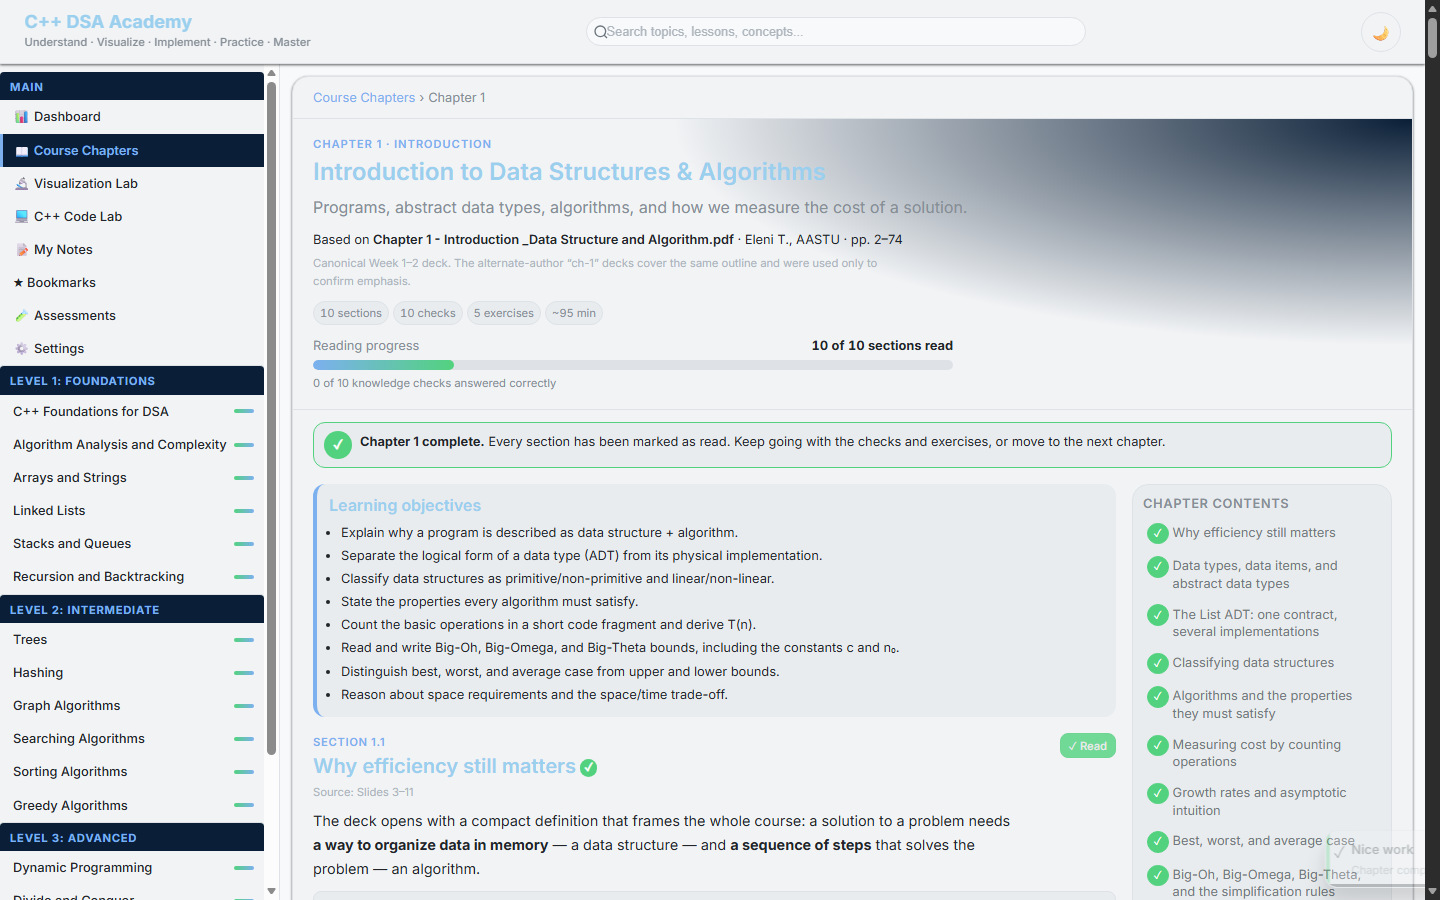 C++ DSA Academy
Understand · Visualize · Implement · Practice · Master
Search topics, lessons, concepts...
MAIN
Dashboard
Course Chapters
Visualization Lab
C++ Code Lab
My Notes
★ Bookmarks
Assessments
Settings
LEVEL 1: FOUNDATIONS
C++ Foundations for DSA
Algorithm Analysis and Complexity
Arrays and Strings
Linked Lists
Stacks and Queues
Recursion and Backtracking
LEVEL 2: INTERMEDIATE
Trees
Hashing
Graph Algorithms
Searching Algorithms
Sorting Algorithms
Greedy Algorithms
LEVEL 3: ADVANCED
Dynamic Programming
Divide and Conquer
Course Chapters › Chapter 1
CHAPTER 1 · INTRODUCTION
Introduction to Data Structures & Algorithms
Programs, abstract data types, algorithms, and how we measure the cost of a solution.
Based on Chapter 1 - Introduction _Data Structure and Algorithm.pdf · Eleni T., AASTU · pp. 2–74
Canonical Week 1–2 deck. The alternate-author “ch-1” decks cover the same outline and were used only to
confirm emphasis.
10 sections 10 checks 5 exercises ~95 min
Reading progress 10 of 10 sections read
0 of 10 knowledge checks answered correctly
✓ Chapter 1 complete. Every section has been marked as read. Keep going with the checks and exercises, or move to the next chapter.
Learning objectives
• Explain why a program is described as data structure + algorithm.
• Separate the logical form of a data type (ADT) from its physical implementation.
• Classify data structures as primitive/non-primitive and linear/non-linear.
• State the properties every algorithm must satisfy.
• Count the basic operations in a short code fragment and derive T(n).
• Read and write Big-Oh, Big-Omega, and Big-Theta bounds, including the constants c and n₀.
• Distinguish best, worst, and average case from upper and lower bounds.
• Reason about space requirements and the space/time trade-off.
SECTION 1.1
✓ Read
Why efficiency still matters ✓
Source: Slides 3–11
The deck opens with a compact definition that frames the whole course: a solution to a problem needs
a way to organize data in memory — a data structure — and a sequence of steps that solves the
problem — an algorithm.
CHAPTER CONTENTS
✓ Why efficiency still matters
✓ Data types, data items, and
abstract data types
✓ The List ADT: one contract,
several implementations
✓ Classifying data structures
✓ Algorithms and the properties
they must satisfy
✓ Measuring cost by counting
operations
✓ Growth rates and asymptotic
intuition
✓ Best, worst, and average case
✓ Big-Oh, Big-Omega, Big-Theta,
and the simplification rules
✓ Nice work
Chapter